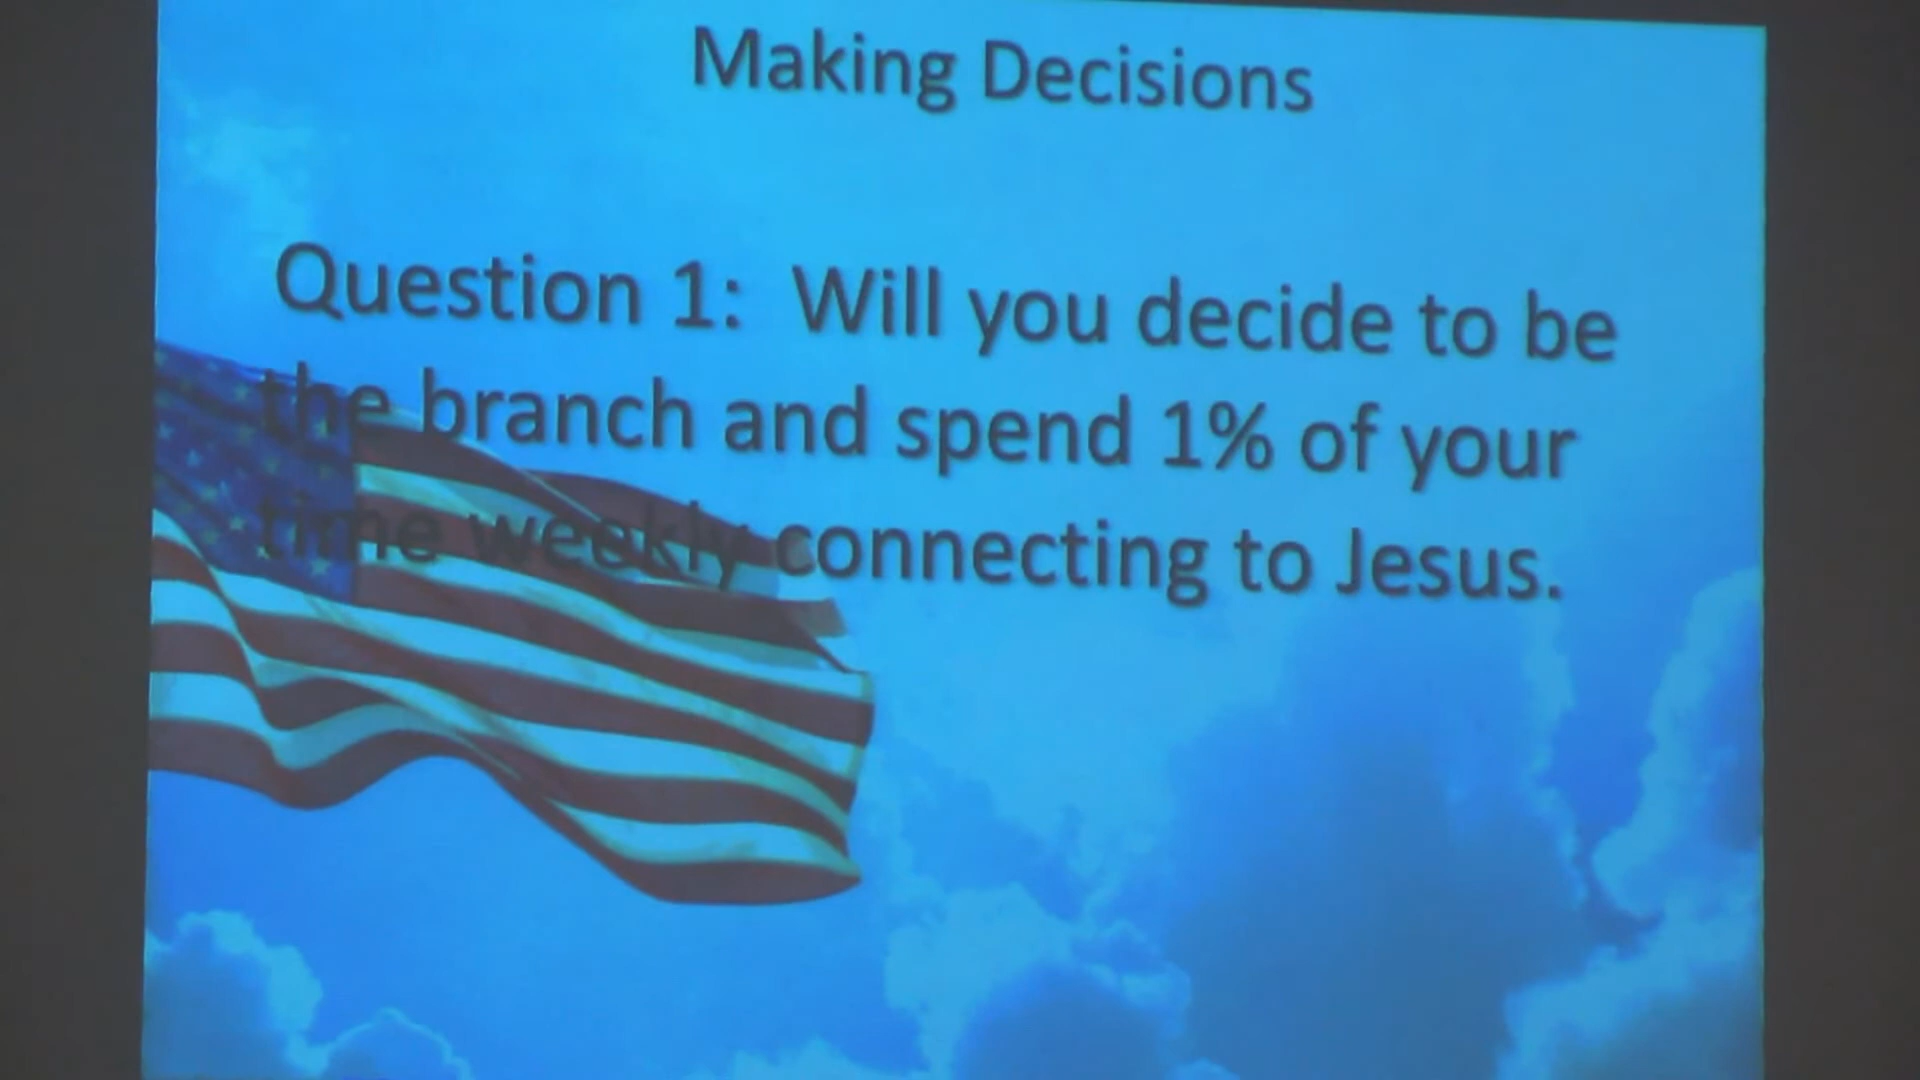 Making Decisions
Question 1: Will you decide to be
the branch and spend 1% of your
time weekly connecting to Jesus.